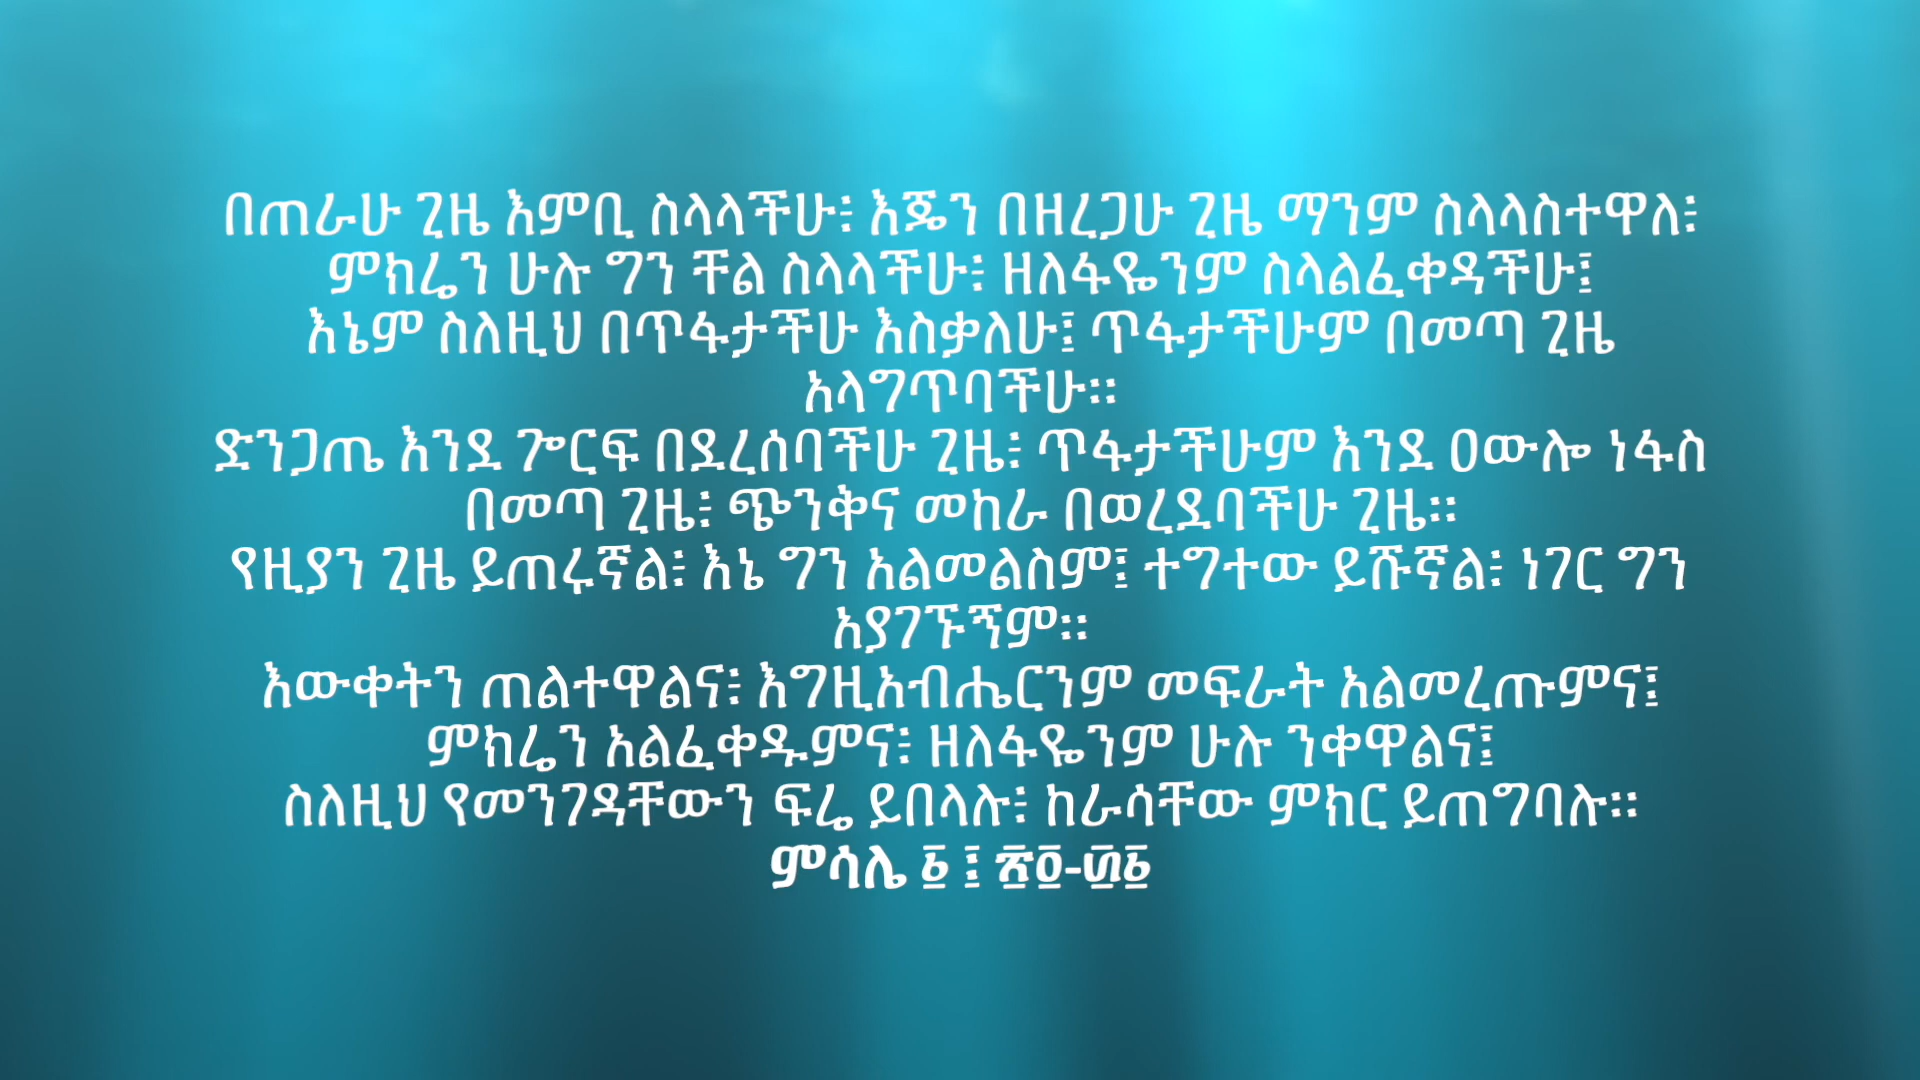 በጠራሁ ጊዜ እምቢ ስላላችሁ፥ እጄን በዘረጋሁ ጊዜ ማንም ስላላስተዋለ፥
ምክሬን ሁሉ ግን ቸል ስላላችሁ፥ ዘለፋዬንም ስላልፈቀዳችሁ፤
እኔም ስለዚህ በጥፋታችሁ እስቃለሁ፤ ጥፋታችሁም በመጣ ጊዜ
አላግጥባችሁ፡፡
ድንጋጤ እንደ ጐርፍ በደረሰባችሁ ጊዜ፥ ጥፋታችሁም እንደ ዐውሎ ነፋስ
በመጣ ጊዜ፥ ጭንቅና መከራ በወረደባችሁ ጊዜ፡፡
የዚያን ጊዜ ይጠሩኛል፥ እኔ ግን አልመልስም፤ ተግተው ይሹኛል፥ ነገር ግን
አያገኙኝም፡፡
እውቀትን ጠልተዋልና፥ እግዚአብሔርንም መፍራት አልመረጡምና፤
ምክሬን አልፈቀዱምና፥ ዘለፋዬንም ሁሉ ንቀዋልና፤
ስለዚህ የመንገዳቸውን ፍሬ ይበላሉ፥ ከራሳቸው ምክር ይጠግባሉ፡፡
ምሳሌ ፩ ፤ ፳፬-፴፩